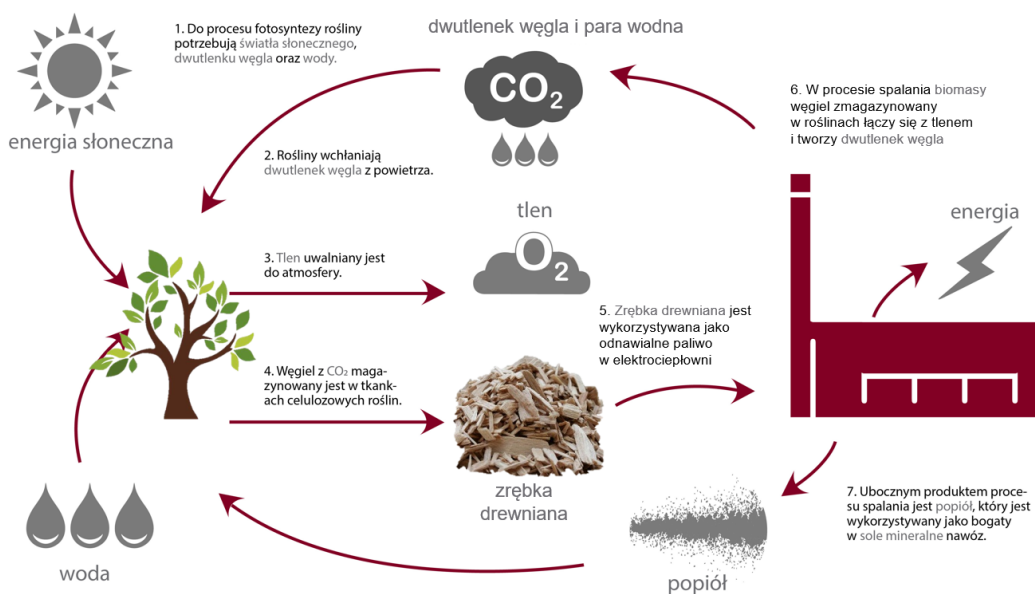 1. Do procesu fotosyntezy rośliny
potrzebują światła słonecznego,
dwutlenku węgla oraz wody.
dwutlenek węgla i para wodna
CO₂
energia słoneczna
2. Rośliny wchłaniają
dwutlenek węgla z powietrza.
6. W procesie spalania biomasy
węgiel zmagazynowany
w roślinach łączy się z tlenem
i tworzy dwutlenek węgla
tlen
O₂
energia
3. Tlen uwalniany jest
do atmosfery.
5. Zrębka drewniana jest
wykorzystywana jako
odnawialne paliwo
w elektrociepłowni
4. Węgiel z CO₂ maga-
zynowany jest w tkank-
ach celulozowych roślin.
zrębka
drewniana
woda
popiół
7. Ubocznym produktem proce-
su spalania jest popiół, który jest
wykorzystywany jako bogaty
w sole mineralne nawóz.